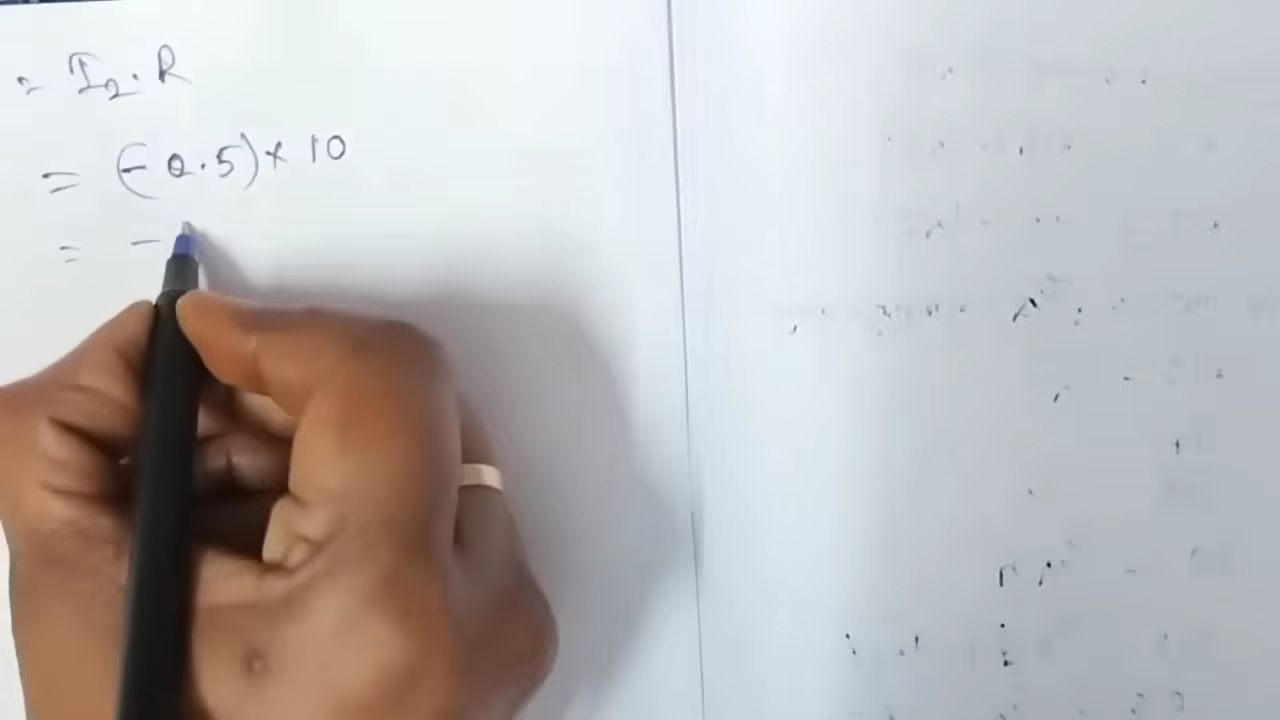 = I₂.R
= (-0.5)× 10
= -